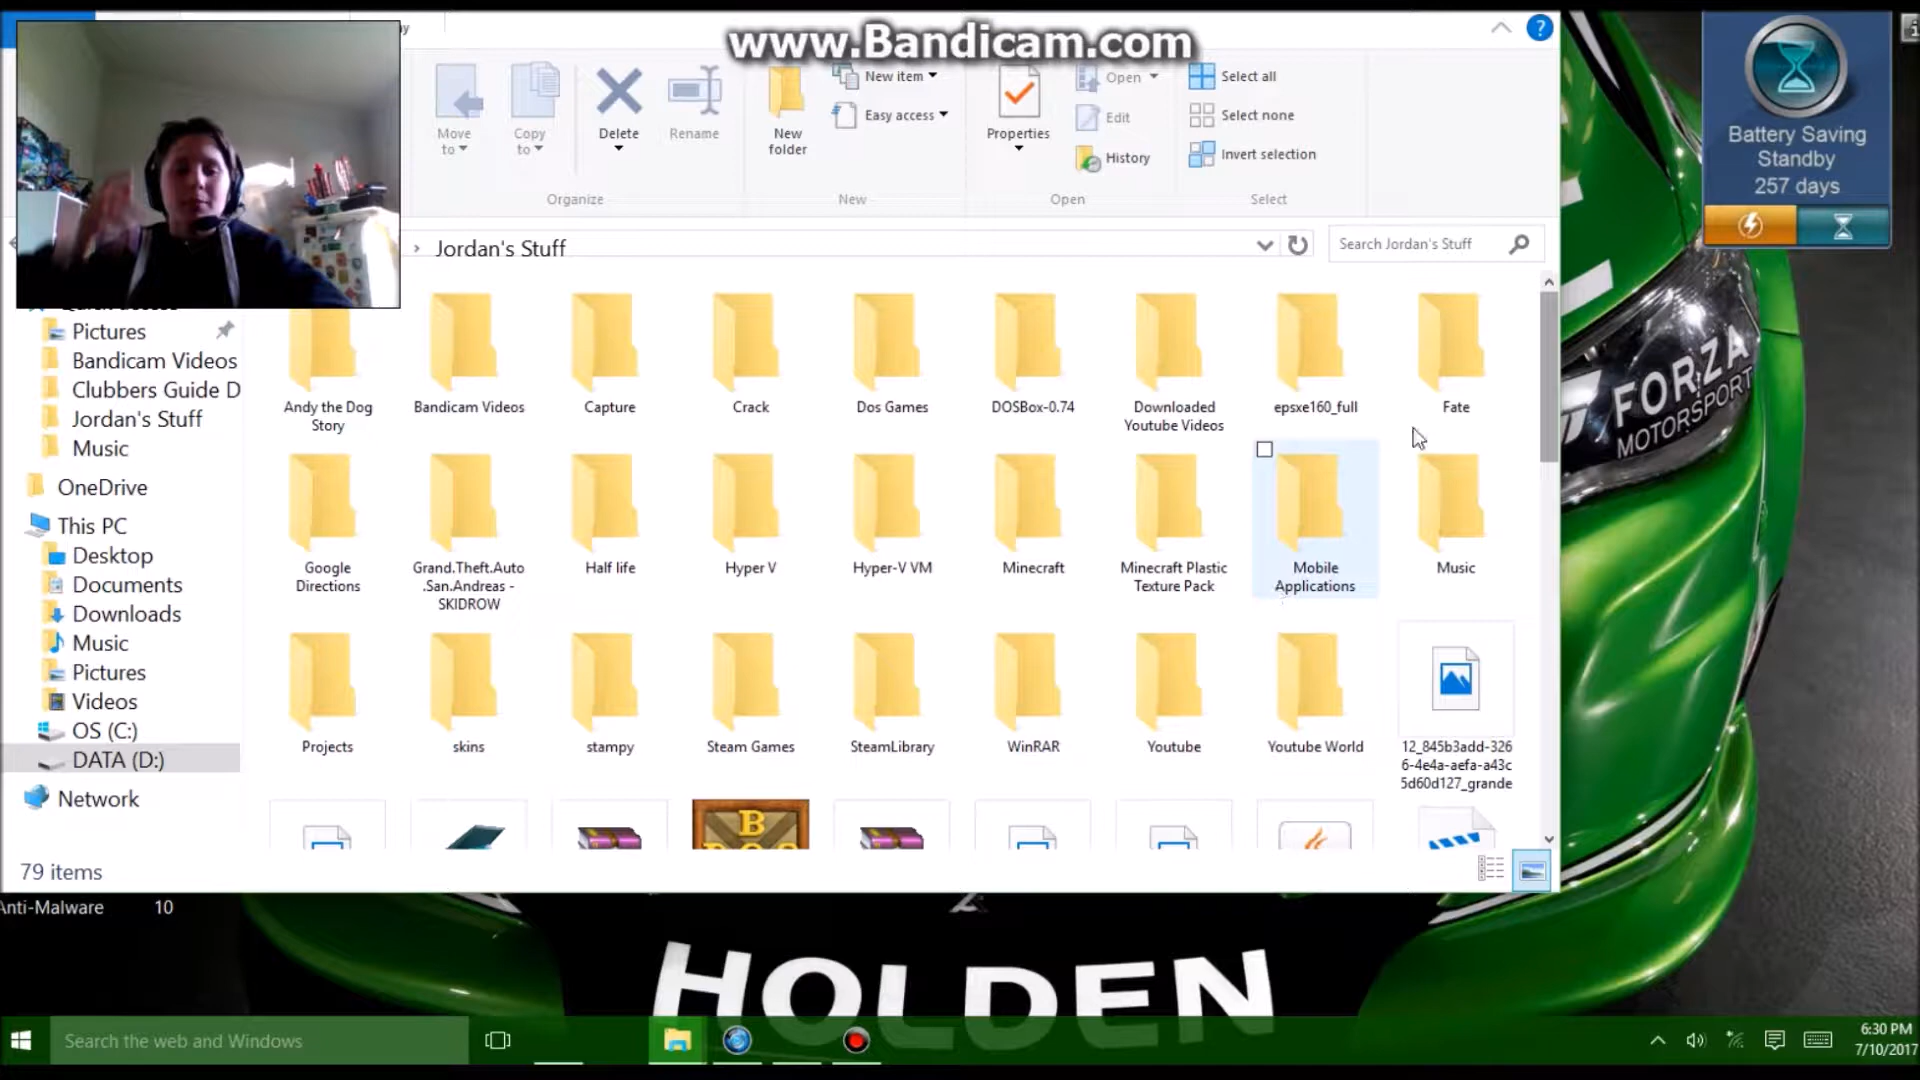 www.Bandicam.com
Move to
Copy to
Delete
Rename
New folder
New item
Easy access
Properties
Open
Edit
History
Select all
Select none
Invert selection
Organize
New
Open
Select
Battery Saving
Standby
257 days
› Jordan's Stuff
Search Jordan's Stuff
Pictures
Bandicam Videos
Clubbers Guide D
Jordan's Stuff
Music
OneDrive
This PC
Desktop
Documents
Downloads
Music
Pictures
Videos
OS (C:)
DATA (D:)
Network
Andy the Dog Story
Bandicam Videos
Capture
Crack
Dos Games
DOSBox-0.74
Downloaded Youtube Videos
epsxe160_full
Fate
Google Directions
Grand.Theft.Auto
.San.Andreas -
SKIDROW
Half life
Hyper V
Hyper-V VM
Minecraft
Minecraft Plastic Texture Pack
Mobile Applications
Music
Projects
skins
stampy
Steam Games
SteamLibrary
WinRAR
Youtube
Youtube World
12_845b3add-326
6-4e4a-aefa-a43c
5d60d127_grande
79 items
Anti-Malware 10
FORZA
MOTORSPORT
HOLDEN
Search the web and Windows
6:30 PM
7/10/2017